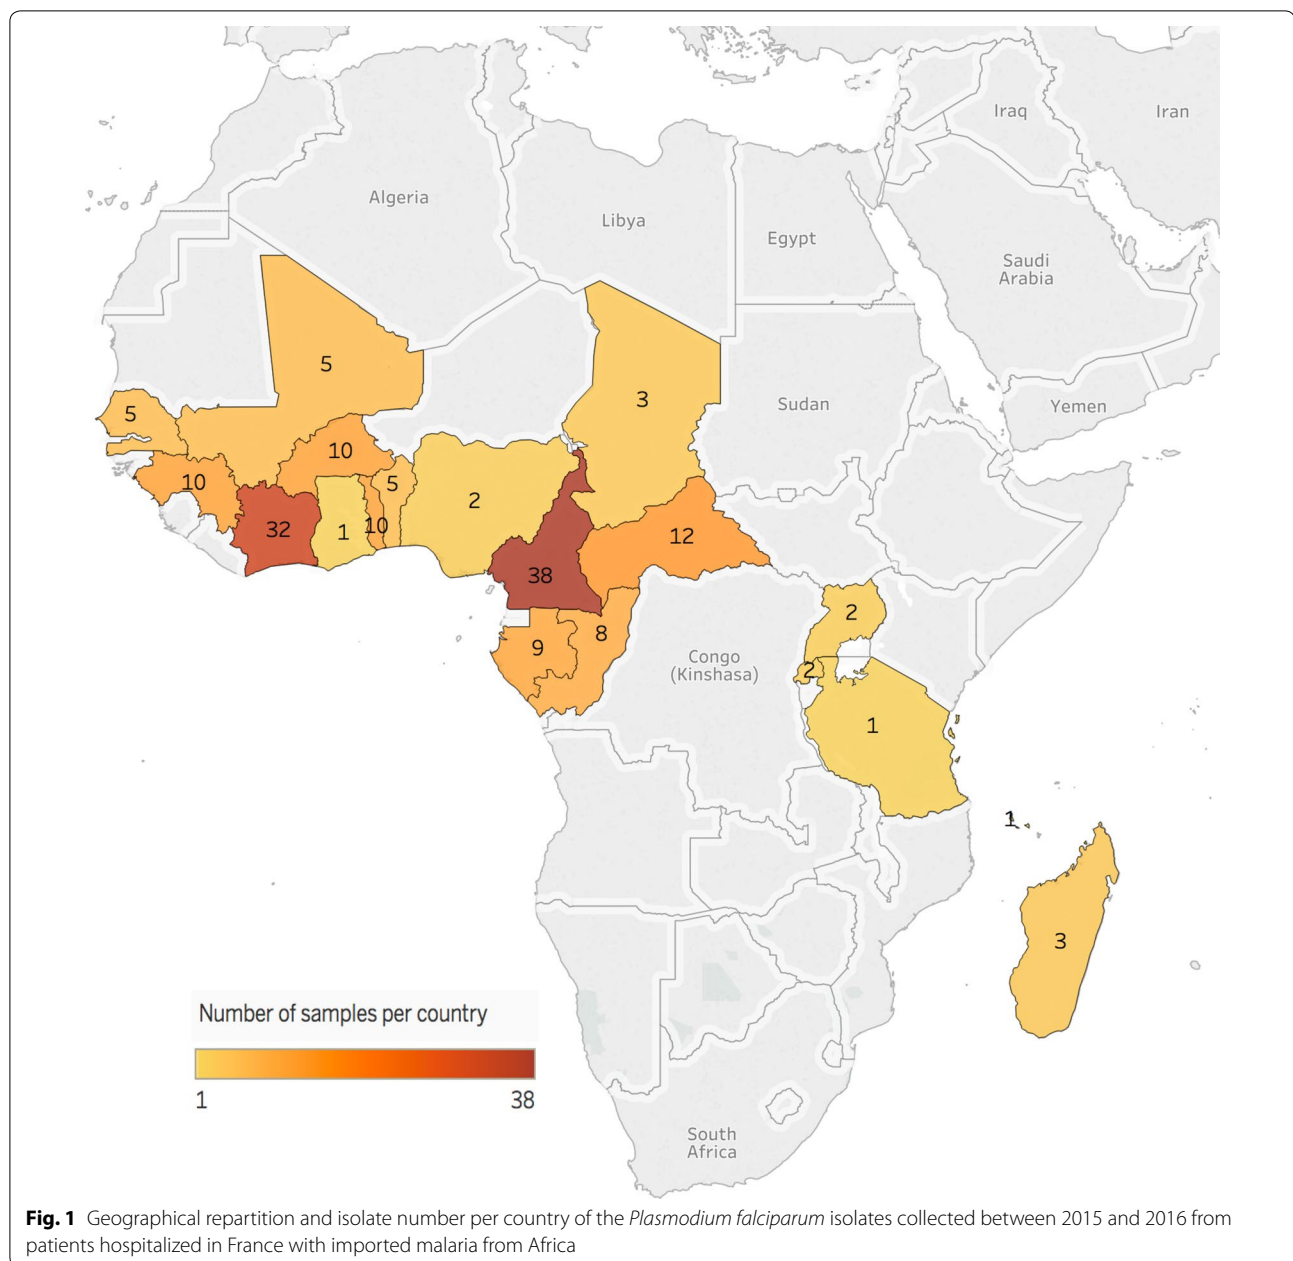 Iraq
Iran
Algeria
Libya
Egypt
Saudi
Arabia
5
3
5
Sudan
Yemen
10
10
5
2
32
1
10
12
38
2
9
8
Congo
(Kinshasa)
2
1
1
3
Number of samples per country
1
38
South
Africa
Fig. 1 Geographical repartition and isolate number per country of the Plasmodium falciparum isolates collected between 2015 and 2016 from
patients hospitalized in France with imported malaria from Africa